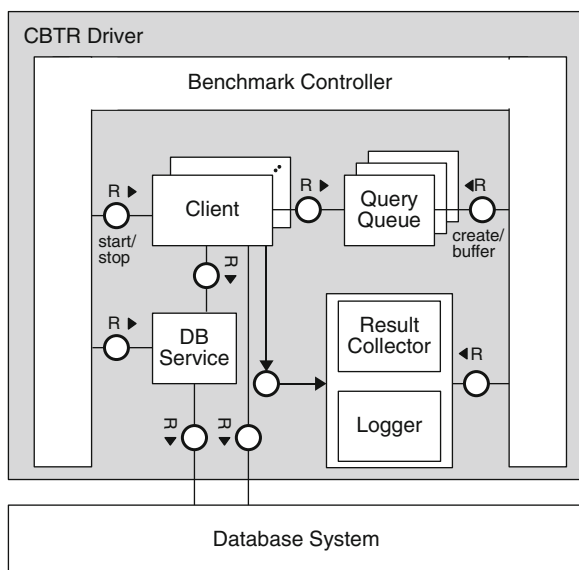 CBTR Driver
Benchmark Controller
R
Client
R
Query
Queue
R
start/
stop
create/
buffer
R
R
DB
Service
Result
Collector
R
Logger
R
R
Database System